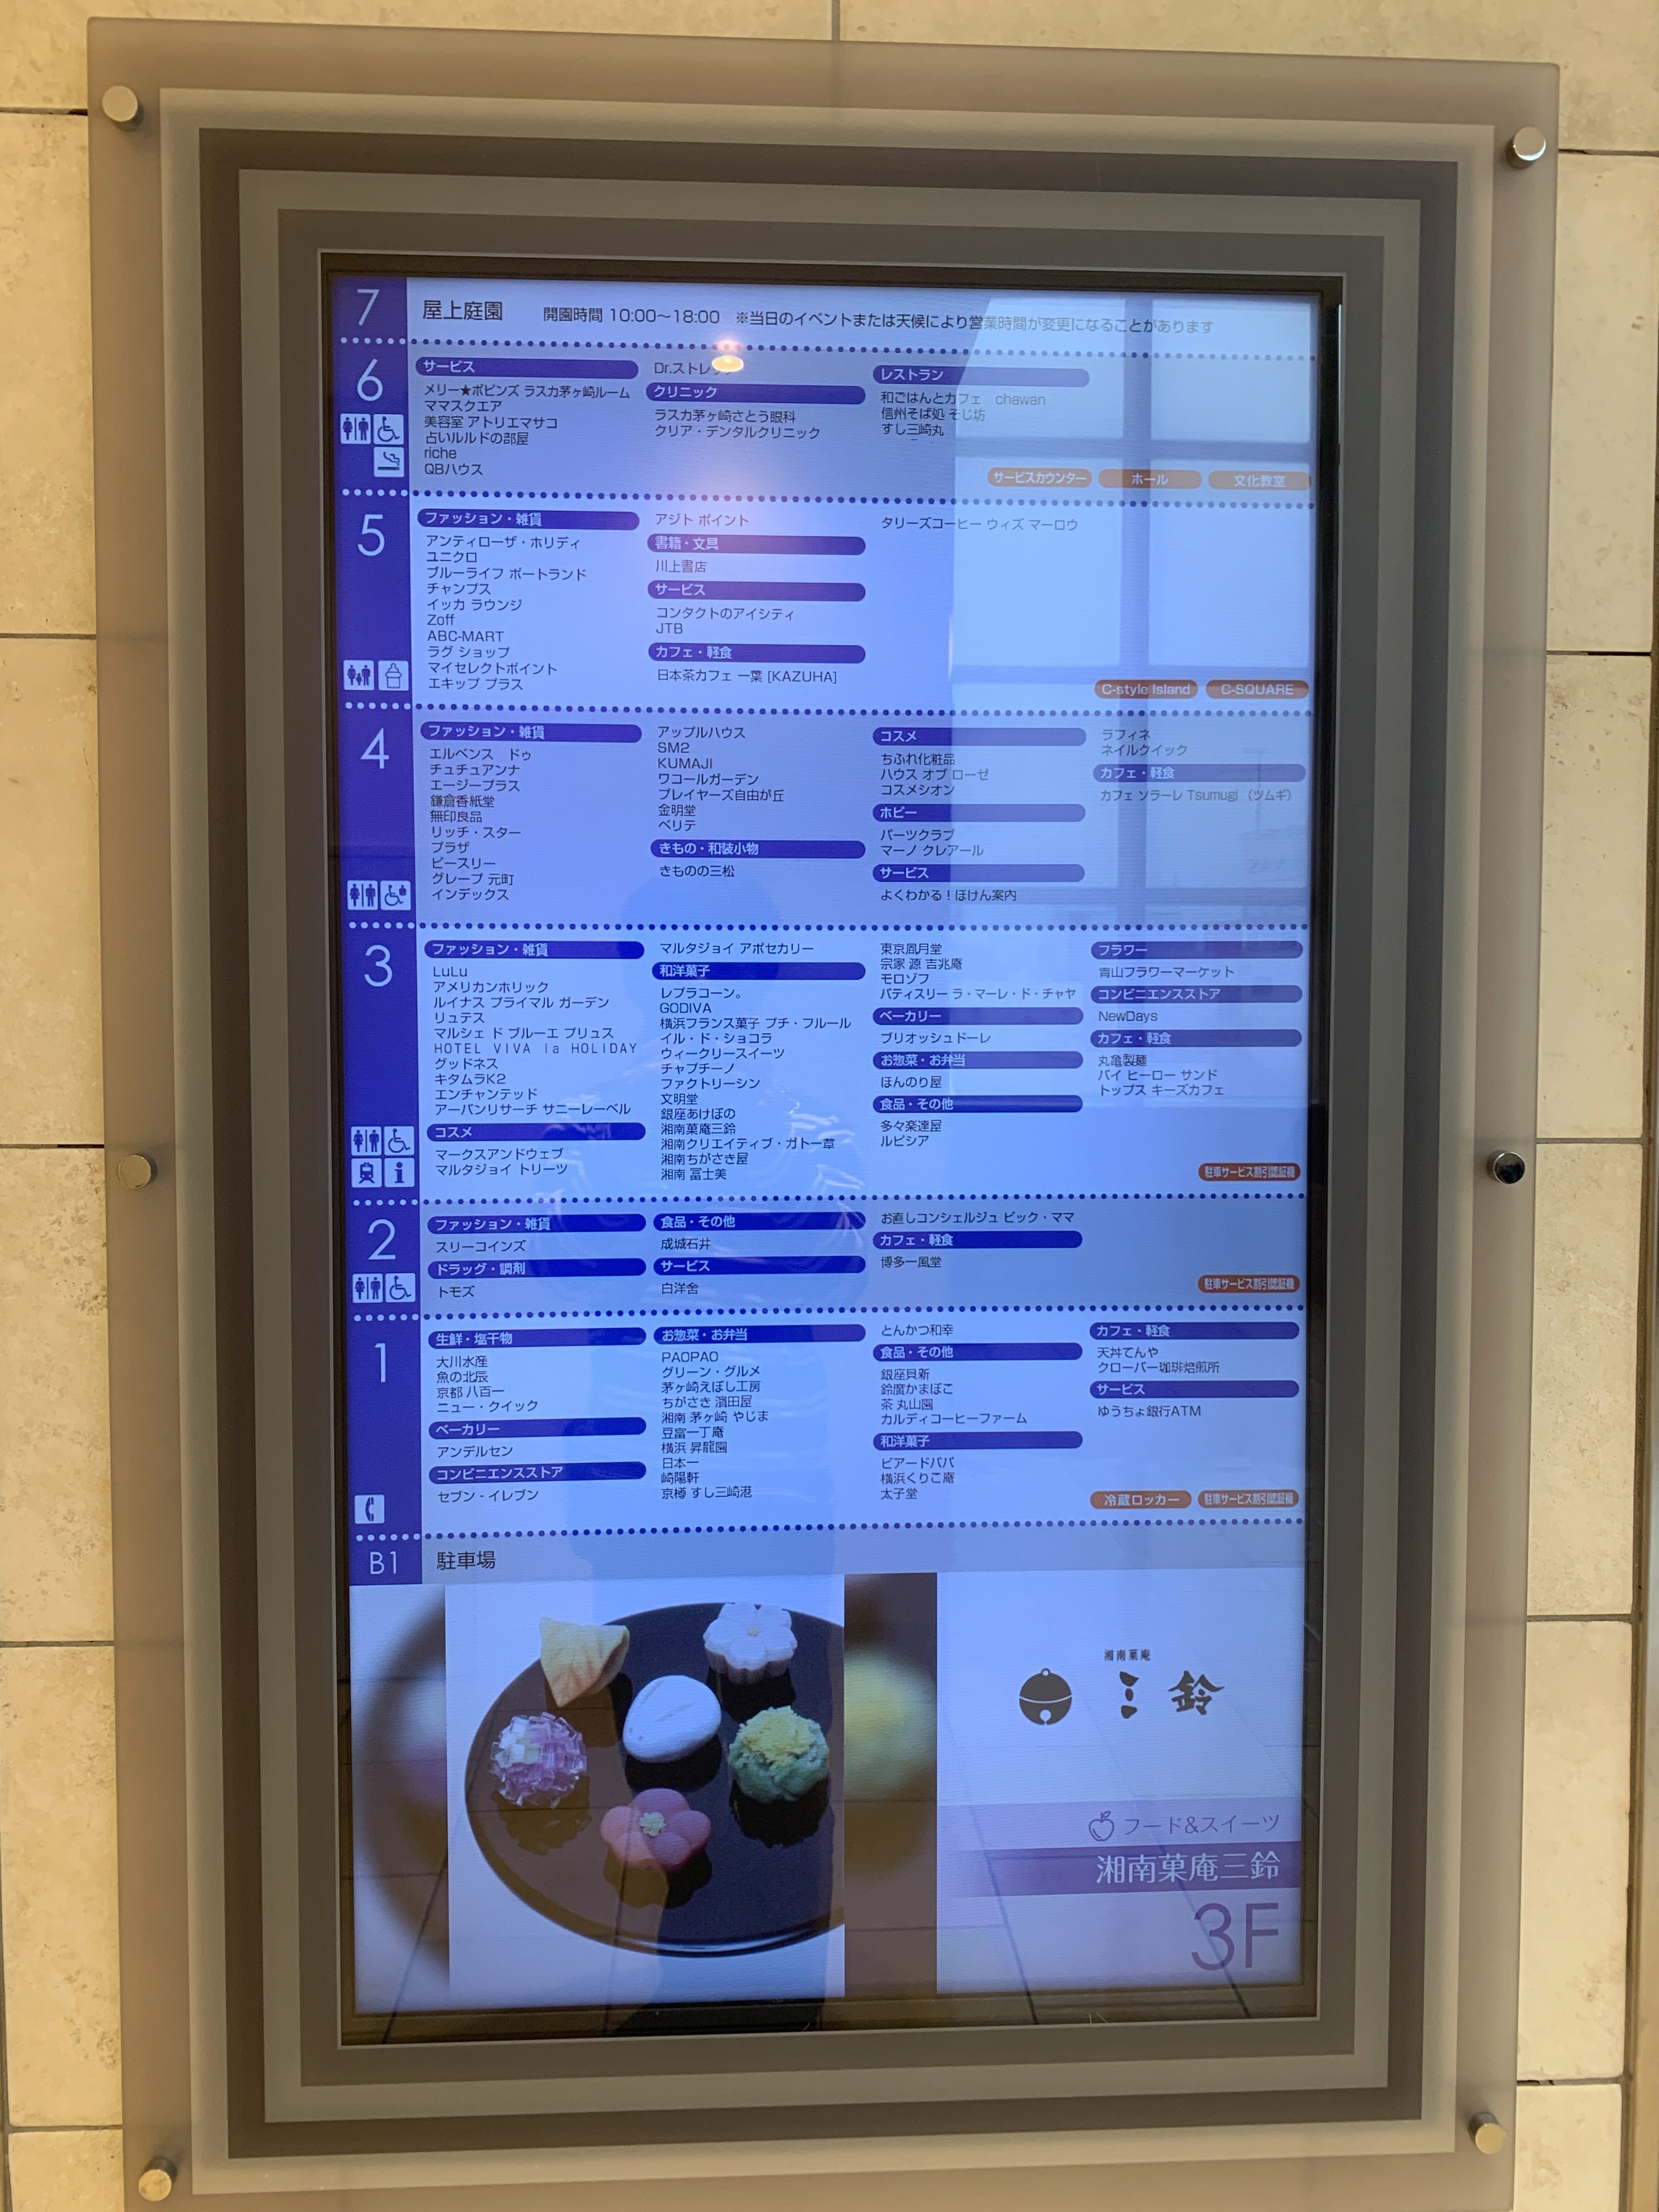 7
屋上庭園 開園時間 10:00～18:00 ※当日のイベントまたは天候により営業時間が変更になることがあります
6
サービス
メリー★ポピンズ ラスカ茅ヶ崎ルーム
ママスクエア
美容室 アトリエマサコ
占いルルドの部屋
riche
QBハウス
Dr.ストレッ
クリニック
ラスカ茅ヶ崎さとう眼科
クリア・デンタルクリニック
レストラン
和ごはんとカフェ chawan
信州そば処 そじ坊
すし三崎丸
サービスカウンター
ホール
文化教室
5
ファッション・雑貨
アンティローザ・ホリディ
ユニクロ
ブルーライフ ポートランド
チャンプス
イッカ ラウンジ
Zoff
ABC-MART
ラグ ショップ
マイセレクトポイント
エキップ プラス
アジト ポイント
書籍・文具
川上書店
サービス
コンタクトのアイシティ
JTB
カフェ・軽食
日本茶カフェ 一葉 [KAZUHA]
タリーズコーヒー ウィズ マーロウ
C-style Island
C-SQUARE
4
ファッション・雑貨
エルベンス ドゥ
チュチュアンナ
エージープラス
鎌倉香紙堂
無印良品
リッチ・スター
プラザ
ピースリー
グレープ 元町
インデックス
アップルハウス
SM2
KUMAJI
ワコールガーデン
プレイヤーズ自由が丘
金明堂
ベリテ
きもの・和装小物
きものの三松
コスメ
ちふれ化粧品
ハウス オブ ローゼ
コスメシオン
ホビー
パーツクラブ
マーノ クレアール
サービス
よくわかる！ほけん案内
ラフィネ
ネイルクイック
カフェ・軽食
カフェ ソラーレ Tsumugi （ツムギ）
3
ファッション・雑貨
LuLu
アメリカンホリック
ルイナス プライマル ガーデン
リュテス
マルシェ ド ブルーエ プリュス
HOTEL VIVA la HOLIDAY
グッドネス
キタムラK2
エンチャンテッド
アーバンリサーチ サニーレーベル
コスメ
マークスアンドウェブ
マルタジョイ トリーツ
マルタジョイ アポセカリー
和洋菓子
レプラコーン。
GODIVA
横浜フランス菓子 プチ・フルール
イル・ド・ショコラ
ウィークリースイーツ
チャプチーノ
ファクトリーシン
文明堂
銀座あけぼの
湘南菓庵三鈴
湘南クリエイティブ・ガトー葦
湘南ちがさき屋
湘南 冨士美
東京凮月堂
宗家 源 吉兆庵
モロゾフ
パティスリー ラ・マーレ・ド・チャヤ
ベーカリー
ブリオッシュドーレ
お惣菜・お弁当
ほんのり屋
食品・その他
多々楽達屋
ルピシア
フラワー
青山フラワーマーケット
コンビニエンスストア
NewDays
カフェ・軽食
丸亀製麺
バイ ヒーロー サンド
トップス キーズカフェ
駐車サービス割引認証機
2
ファッション・雑貨
スリーコインズ
ドラッグ・調剤
トモズ
食品・その他
成城石井
サービス
白洋舍
お直しコンシェルジュ ビック・ママ
カフェ・軽食
博多一風堂
駐車サービス割引認証機
1
生鮮・塩干物
大川水産
魚の北辰
京都 八百一
ニュー・クイック
ベーカリー
アンデルセン
コンビニエンスストア
セブン‐イレブン
お惣菜・お弁当
PAOPAO
グリーン・グルメ
茅ヶ崎えぼし工房
ちがさき 濱田屋
湘南 茅ヶ崎 やじま
豆富一丁庵
横浜 昇龍園
日本一
崎陽軒
京樽 すし三崎港
とんかつ和幸
食品・その他
銀座貝新
鈴廣かまぼこ
茶 丸山園
カルディコーヒーファーム
和洋菓子
ビアードパパ
横浜くりこ庵
太子堂
カフェ・軽食
天丼てんや
クローバー珈琲焙煎所
サービス
ゆうちょ銀行ATM
冷蔵ロッカー
駐車サービス割引認証機
B1
駐車場
湘南菓庵
三鈴
フード&スイーツ
湘南菓庵三鈴
3F